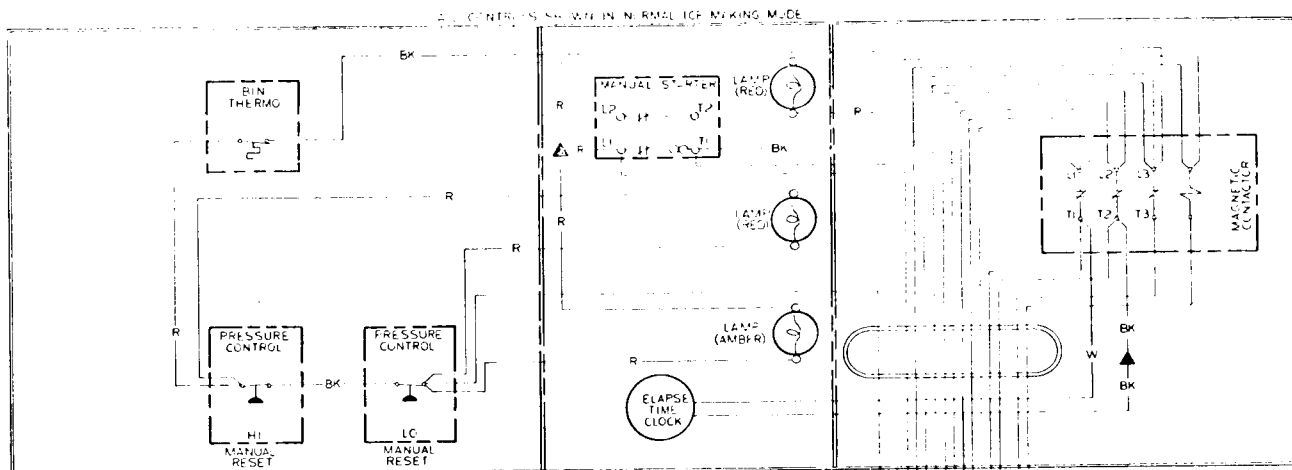 ALL CONTROLS SHOWN IN NORMAL ICE MAKING MODE
BK
BIN
THERMO
R
R
R
PRESSURE
CONTROL
HI
MANUAL
RESET
BK
PRESSURE
CONTROL
LO
MANUAL
RESET
R
MANUAL STARTER
L2
T2
L1
T1
R
BK
R
LAMP
(RED)
LAMP
(RED)
LAMP
(AMBER)
R
ELAPSE
TIME
CLOCK
R
L1
L2
L3
T1
T2
T3
MAGNETIC
CONTACTOR
W
BK
BK